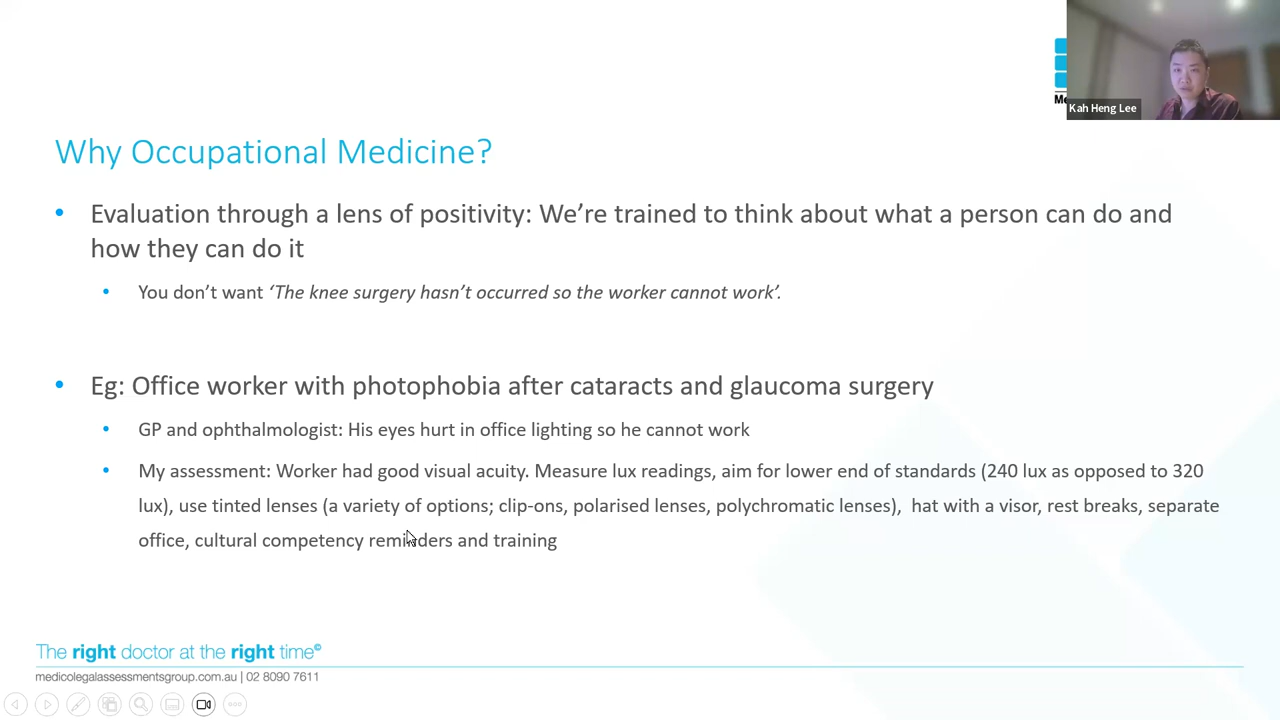 Me
Kah Heng Lee
Why Occupational Medicine?
• Evaluation through a lens of positivity: We’re trained to think about what a person can do and
how they can do it
• You don’t want ‘The knee surgery hasn’t occurred so the worker cannot work’.
• Eg: Office worker with photophobia after cataracts and glaucoma surgery
• GP and ophthalmologist: His eyes hurt in office lighting so he cannot work
• My assessment: Worker had good visual acuity. Measure lux readings, aim for lower end of standards (240 lux as opposed to 320
lux), use tinted lenses (a variety of options; clip-ons, polarised lenses, polychromatic lenses), hat with a visor, rest breaks, separate
office, cultural competency reminders and training
The right doctor at the right time©
medicolegalassessmentsgroup.com.au | 02 8090 7611